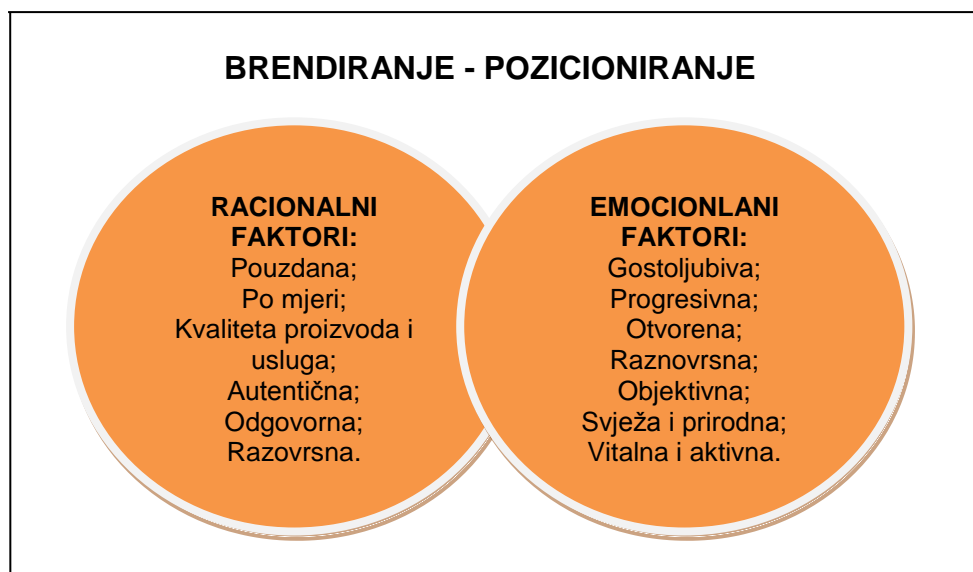 BRENDIRANJE - POZICIONIRANJE
RACIONALNI
FAKTORI:
Pouzdana;
Po mjeri;
Kvaliteta proizvoda i
usluga;
Autentična;
Odgovorna;
Razovrsna.
EMOCIONLANI
FAKTORI:
Gostoljubiva;
Progresivna;
Otvorena;
Raznovrsna;
Objektivna;
Svježa i prirodna;
Vitalna i aktivna.